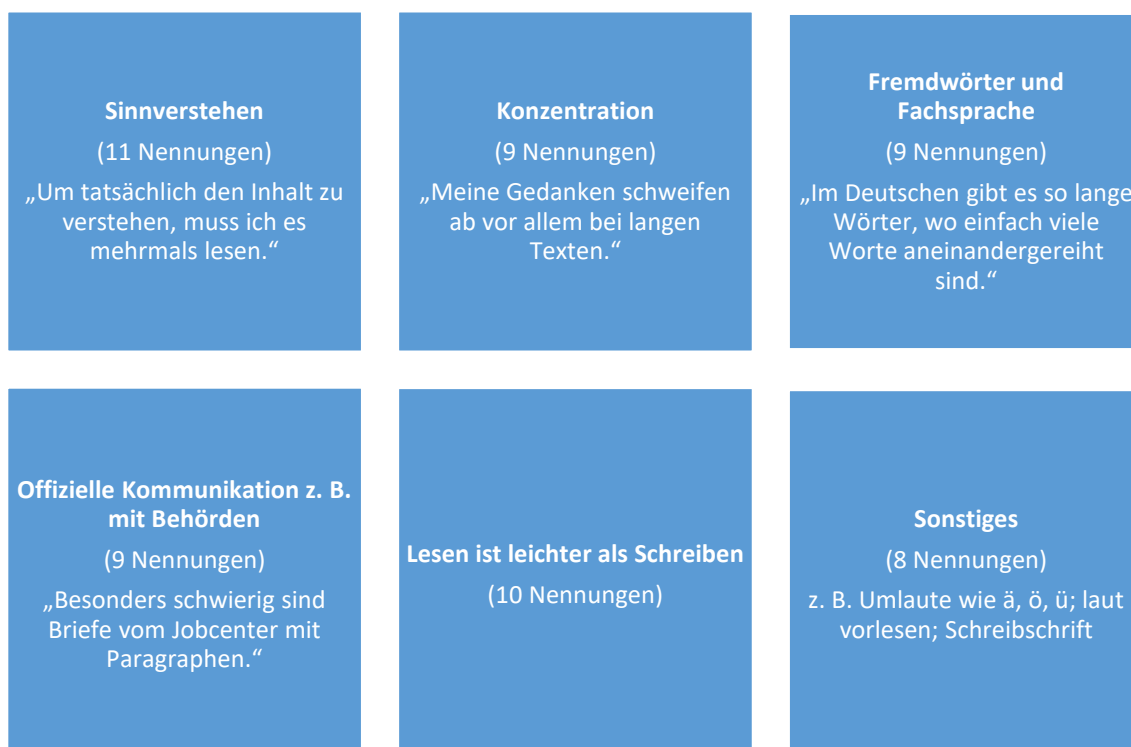 Sinnverstehen
(11 Nennungen)
„Um tatsächlich den Inhalt zu
verstehen, muss ich es
mehrmals lesen.“
Konzentration
(9 Nennungen)
„Meine Gedanken schweifen
ab vor allem bei langen
Texten.“
Fremdwörter und
Fachsprache
(9 Nennungen)
„Im Deutschen gibt es so lange
Wörter, wo einfach viele
Worte aneinandergereiht
sind.“
Offizielle Kommunikation z. B.
mit Behörden
(9 Nennungen)
„Besonders schwierig sind
Briefe vom Jobcenter mit
Paragraphen.“
Lesen ist leichter als Schreiben
(10 Nennungen)
Sonstiges
(8 Nennungen)
z. B. Umlaute wie ä, ö, ü; laut
vorlesen; Schreibschrift